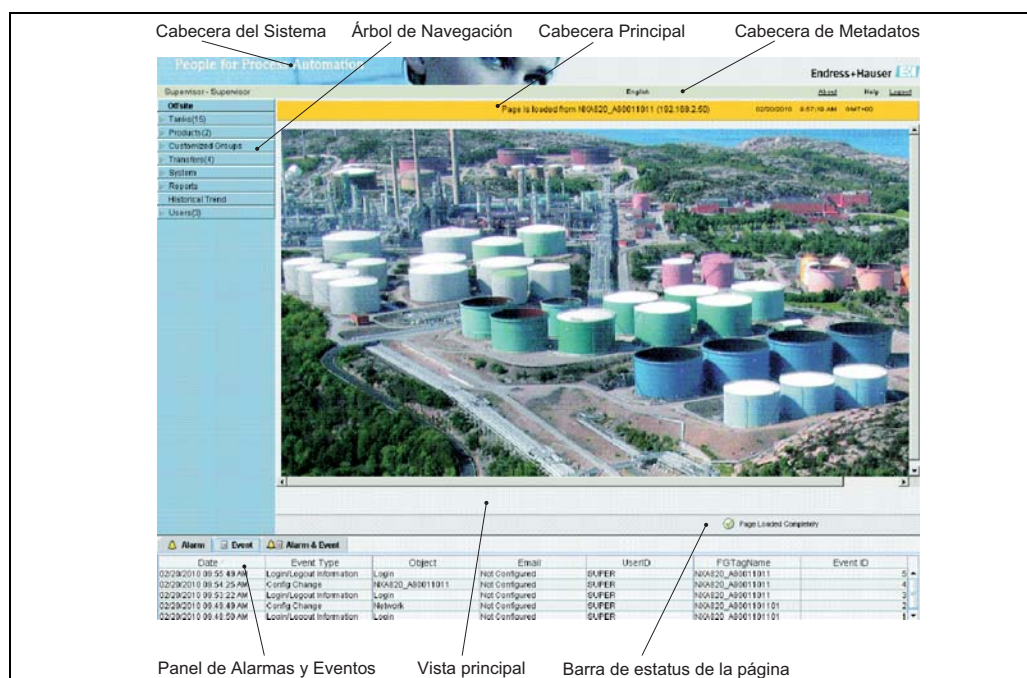 Cabecera del Sistema Árbol de Navegación Cabecera Principal Cabecera de Metadatos
People for Process Automation
Endress+Hauser
Supervisor - Supervisor English About Help Logout
Offsite
Page is loaded from NXA820_A80011011 (192.168.2.50) 02/20/2010 GMT+00
Tanks(15)
Products(2)
Customized Groups
Transfers(4)
System
Reports
Historical Trend
Users(3)
Page Loaded Completely
Alarm Event Alarm & Event
Date Event Type Object Email UserID FGTagName Event ID
02/20/2010 09:55:49 AM Login/Logout Information Login Not Configured SUPER NXA820_A80011011 5
02/20/2010 09:54:25 AM Config Change NXA820_A80011011 Not Configured SUPER NXA820_A80011011 4
02/20/2010 09:53:22 AM Login/Logout Information Login Not Configured SUPER NXA820_A80011011 3
02/20/2010 09:49:49 AM Config Change Network Not Configured SUPER NXA820_A8001101101 2
02/20/2010 09:48:59 AM Login/Logout Information Login Not Configured SUPER NXA820_A8001101101 1
Panel de Alarmas y Eventos Vista principal Barra de estatus de la página